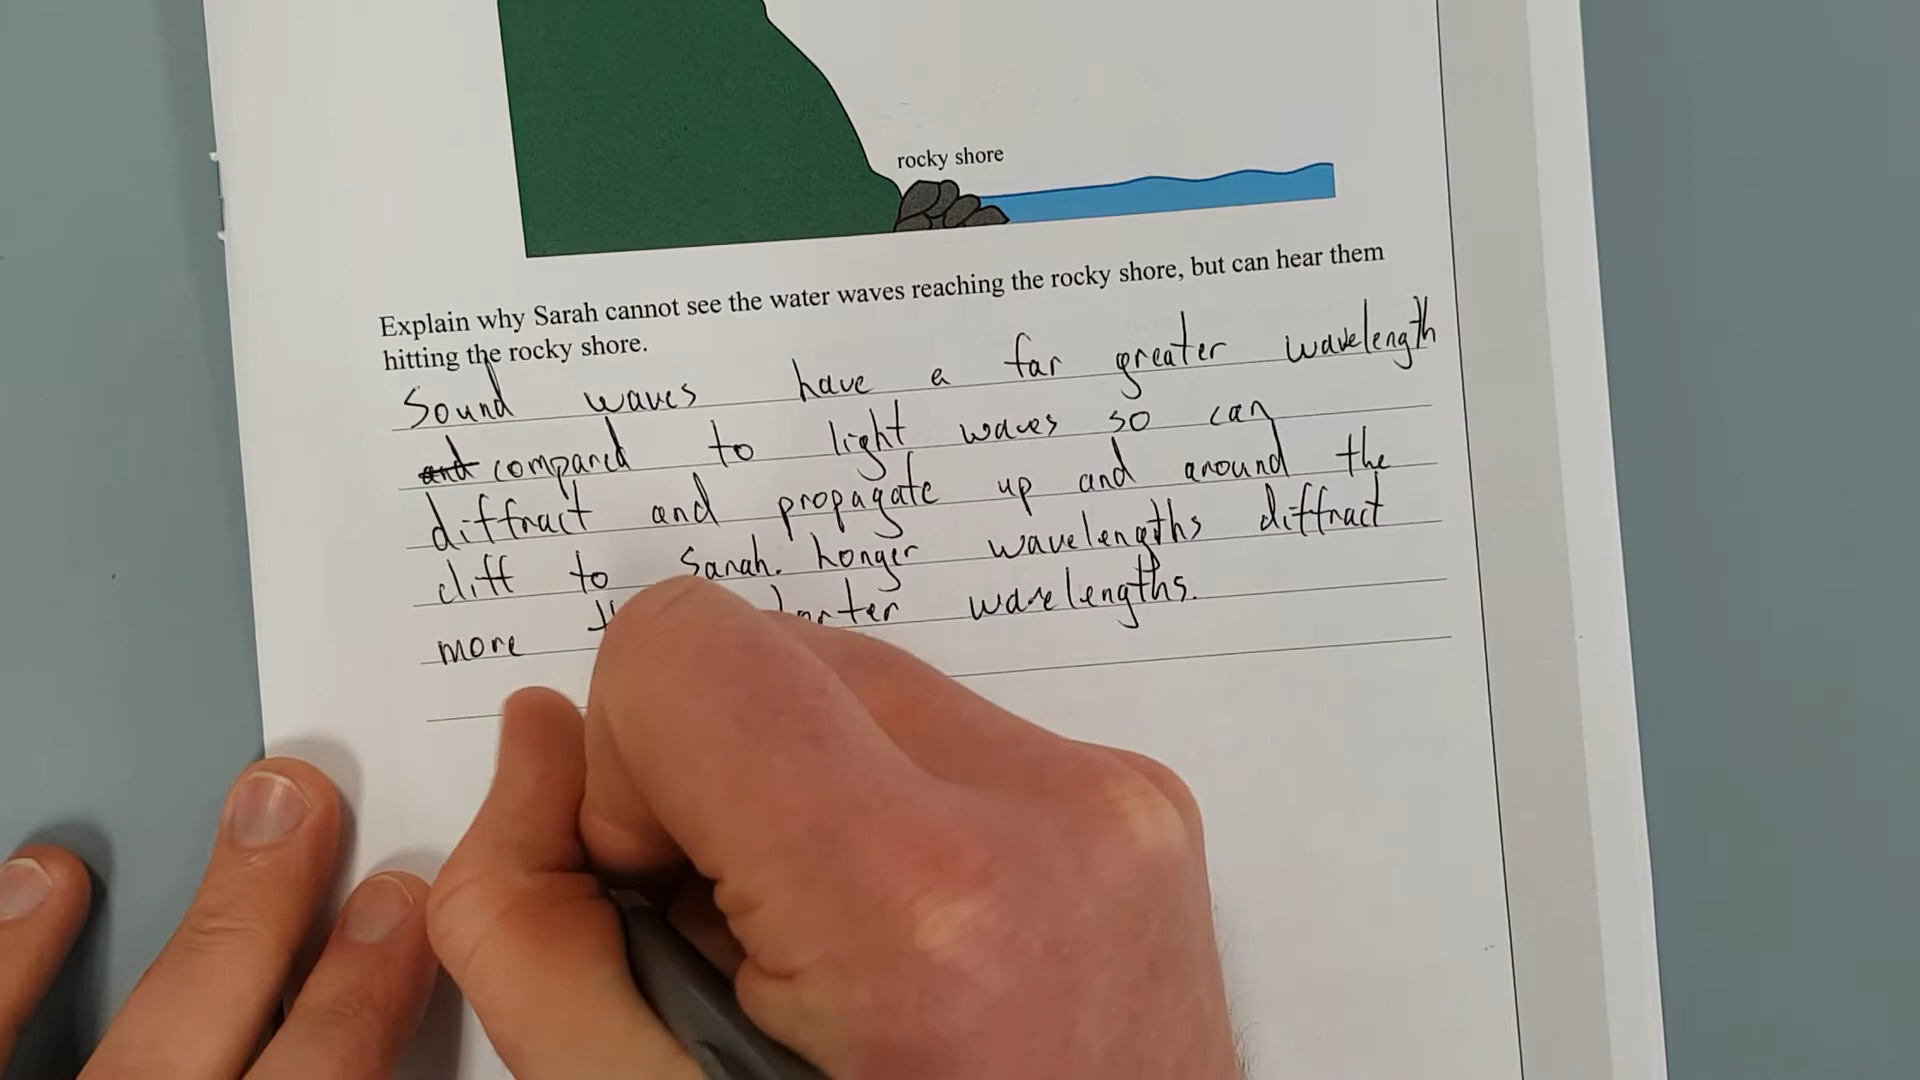 rocky shore
Explain why Sarah cannot see the water waves reaching the rocky shore, but can hear them
hitting the rocky shore.
Sound waves have a far greater wavelength
and compared to light waves so can
diffract and propagate up and around the
cliff to Sarah. Longer wavelengths diffract
more wavelengths.